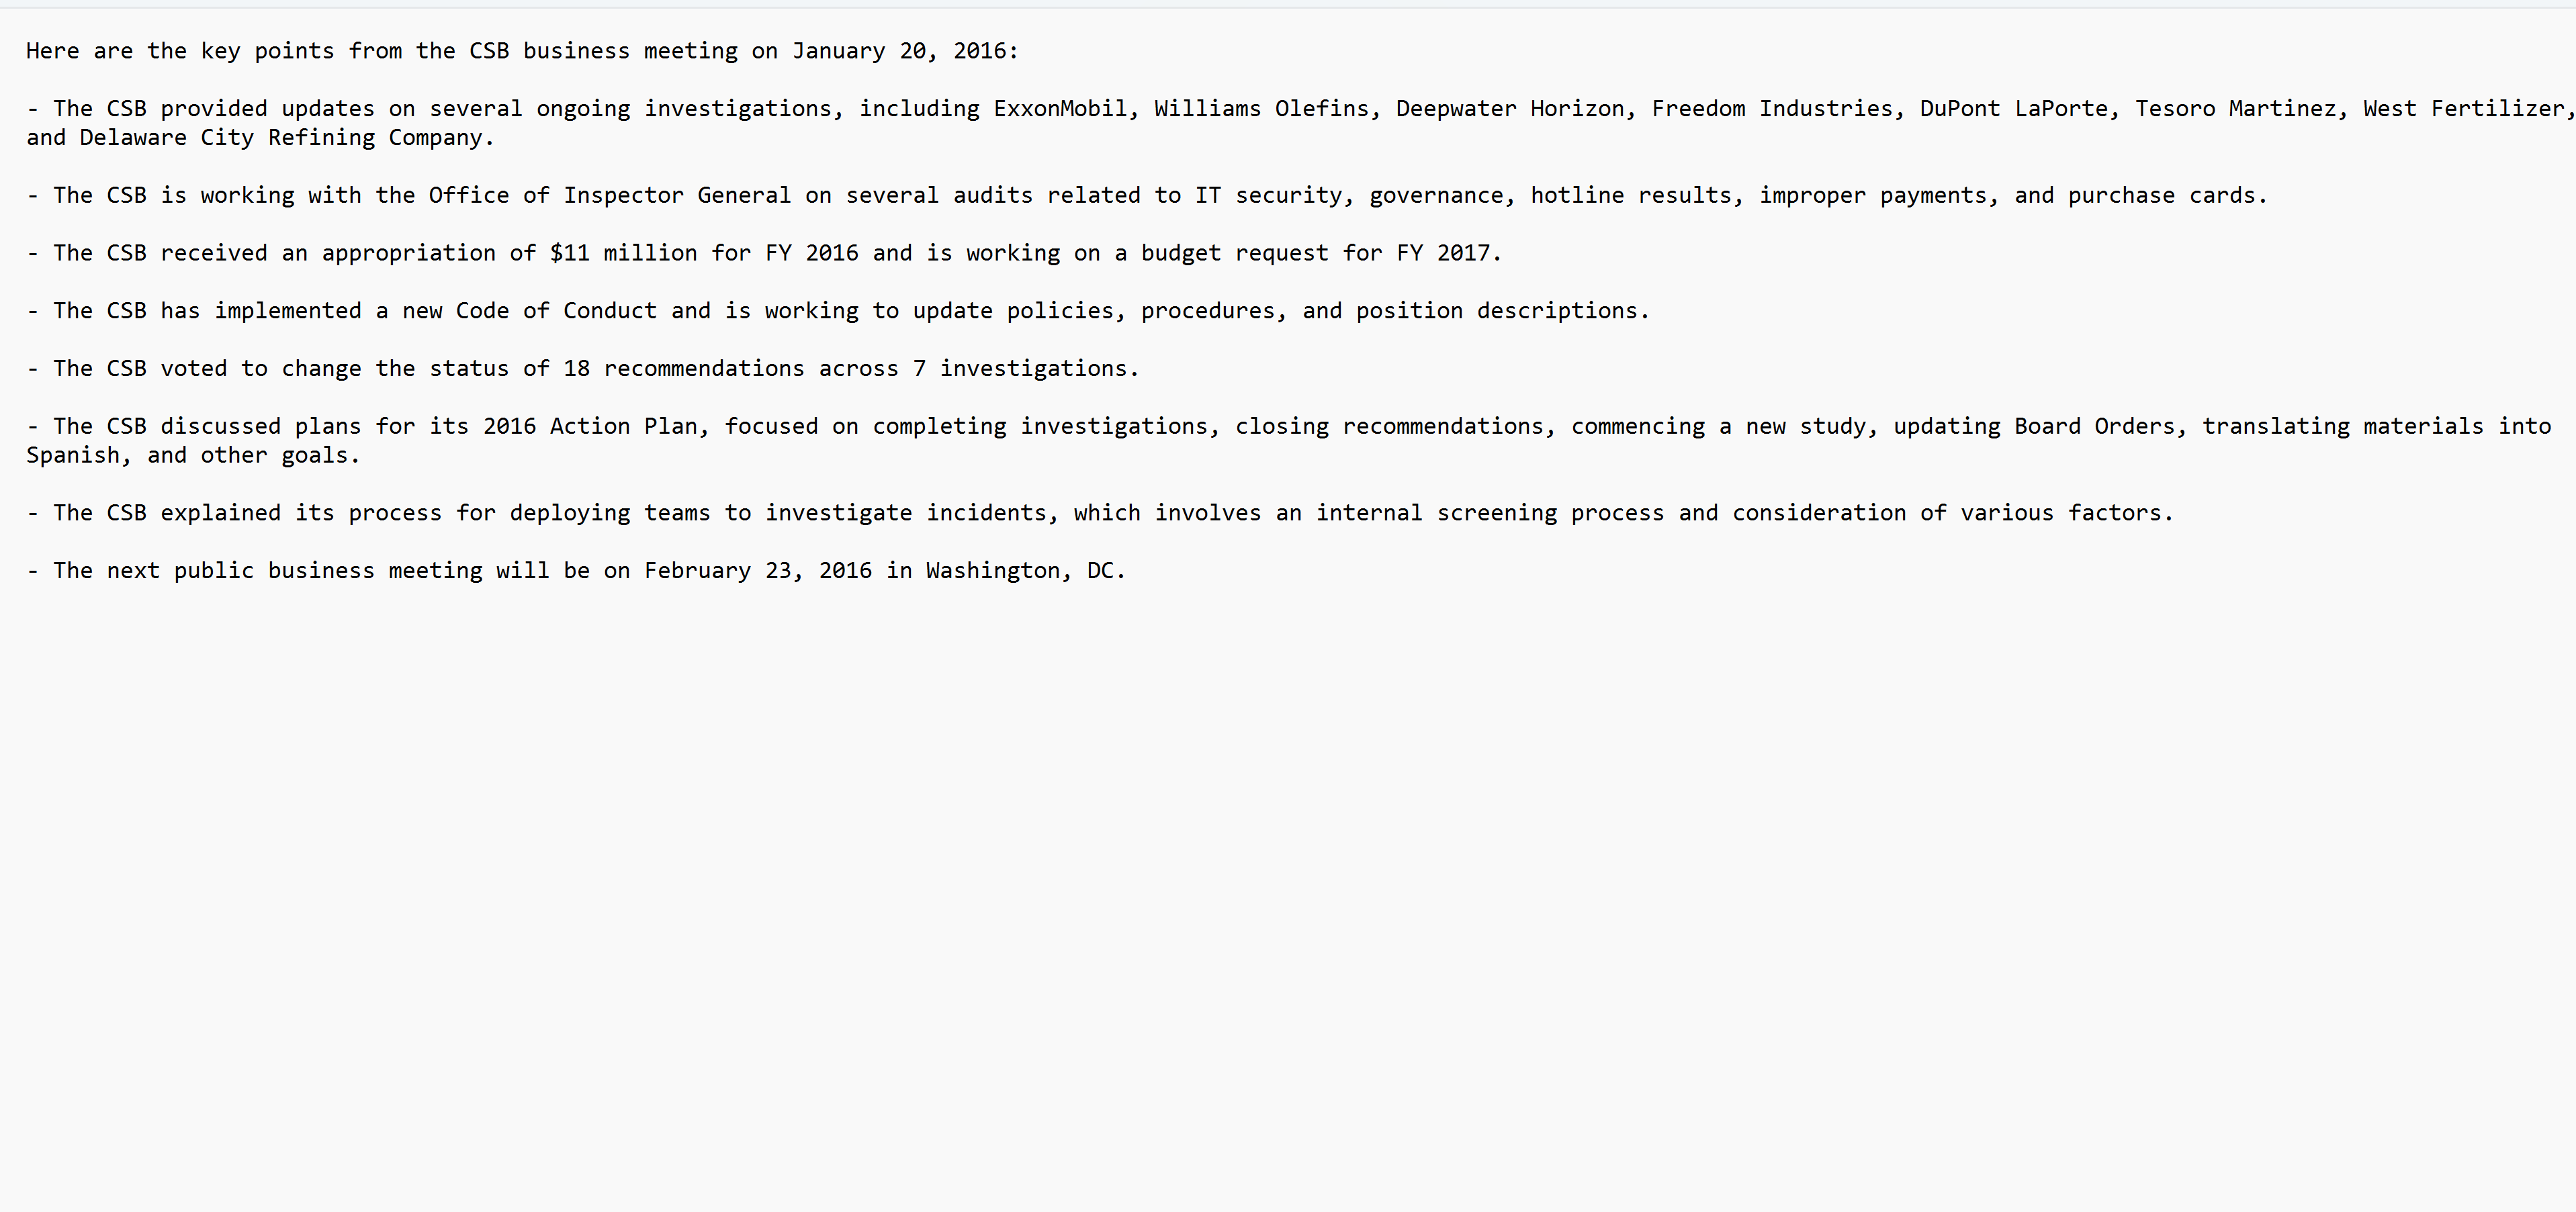 Here are the key points from the CSB business meeting on January 20, 2016:
- The CSB provided updates on several ongoing investigations, including ExxonMobil, Williams Olefins, Deepwater Horizon, Freedom Industries, DuPont LaPorte, Tesoro Martinez, West Fertilizer,
and Delaware City Refining Company.
- The CSB is working with the Office of Inspector General on several audits related to IT security, governance, hotline results, improper payments, and purchase cards.
- The CSB received an appropriation of $11 million for FY 2016 and is working on a budget request for FY 2017.
- The CSB has implemented a new Code of Conduct and is working to update policies, procedures, and position descriptions.
- The CSB voted to change the status of 18 recommendations across 7 investigations.
- The CSB discussed plans for its 2016 Action Plan, focused on completing investigations, closing recommendations, commencing a new study, updating Board Orders, translating materials into
Spanish, and other goals.
- The CSB explained its process for deploying teams to investigate incidents, which involves an internal screening process and consideration of various factors.
- The next public business meeting will be on February 23, 2016 in Washington, DC.